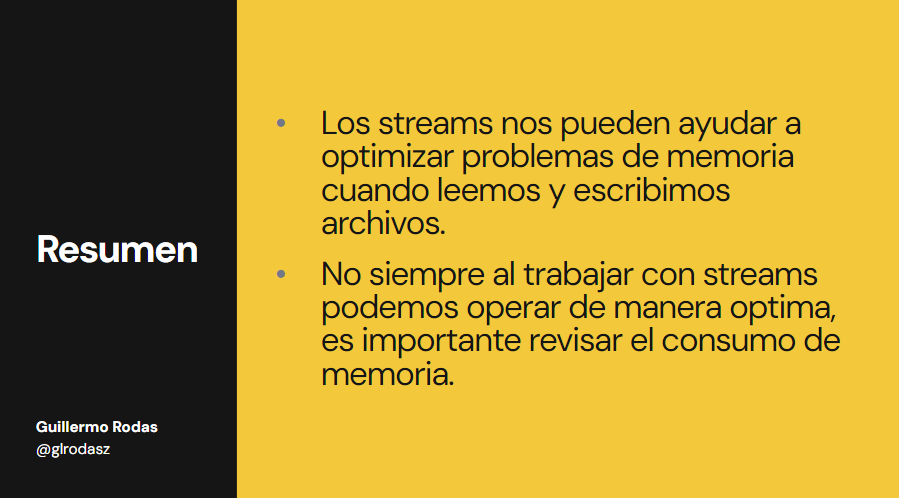 Resumen
Guillermo Rodas
@glrodasz
• Los streams nos pueden ayudar a
optimizar problemas de memoria
cuando leemos y escribimos
archivos.
• No siempre al trabajar con streams
podemos operar de manera optima,
es importante revisar el consumo de
memoria.